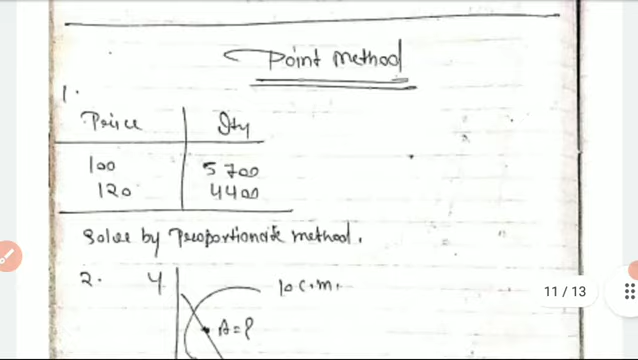 Point Method
1.
Price Qty
100 5700
120 4400
Solve by Proportionate method.
2. Y 10 C.m.
A = ?
11 / 13